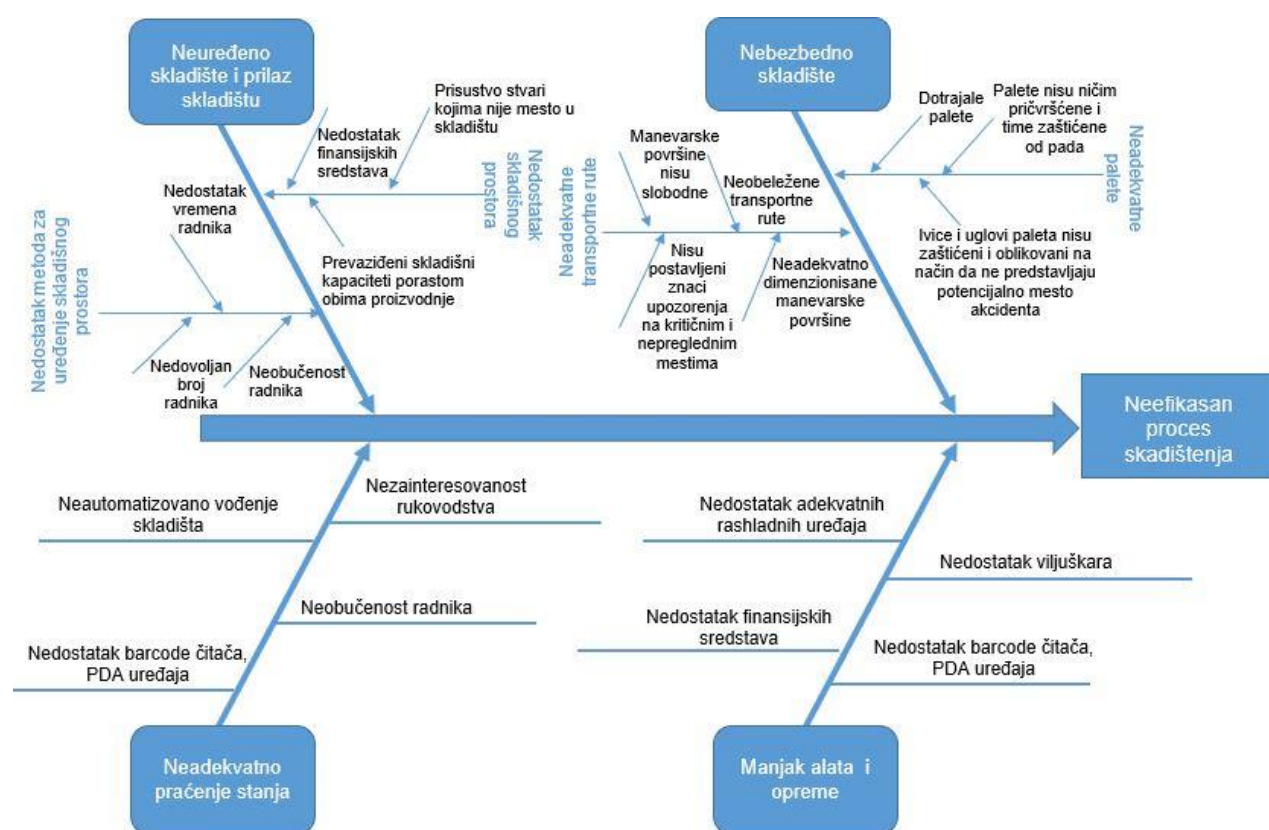 Neuređeno
skladište i prilaz
skladištu
Nebezbedno
skladište
Prisustvo stvari
kojima nije mesto u
skladištu
Nedostatak
finansijskih
sredstava
Nedostatak
skladišnog
prostora
Nedostatak
vremena
radnika
Prevaziđeni skladišni
kapaciteti porastom
obima proizvodnje
Nedostatak metoda za
uređenje skladišnog
prostora
Nedovoljan
broj
radnika
Neobučenost
radnika
Manevarske
površine
nisu
slobodne
Neobeležene
transportne
rute
Neadekvatne
transportne rute
Nisu
postavljeni
znaci
upozorenja
na kritičnim i
nepreglednim
mestima
Neadekvatno
dimenzionisane
manevarske
površine
Dotrajale
palete
Palete nisu ničim
pričvršćene i
time zaštićene
od pada
Neadekvatne
palete
Ivice i uglovi paleta nisu
zaštićeni i oblikovani na
način da ne predstavljaju
potencijalno mesto
akcidenta
Neefikasan
proces
skadištenja
Neautomatizovano vođenje
skladišta
Nezainteresovanost
rukovodstva
Neobučenost radnika
Nedostatak barcode čitača,
PDA uređaja
Nedostatak adekvatnih
rashladnih uređaja
Nedostatak viljuškara
Nedostatak finansijskih
sredstava
Nedostatak barcode čitača,
PDA uređaja
Neadekvatno
praćenje stanja
Manjak alata i
opreme